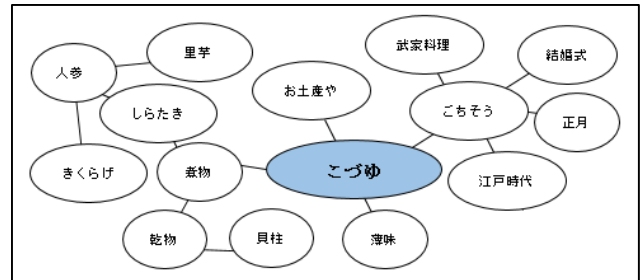 武家料理
結婚式
里芋
人参
お土産や
ごちそう
しらたき
正月
きくらげ
煮物
こづゆ
江戸時代
乾物
貝柱
薄味